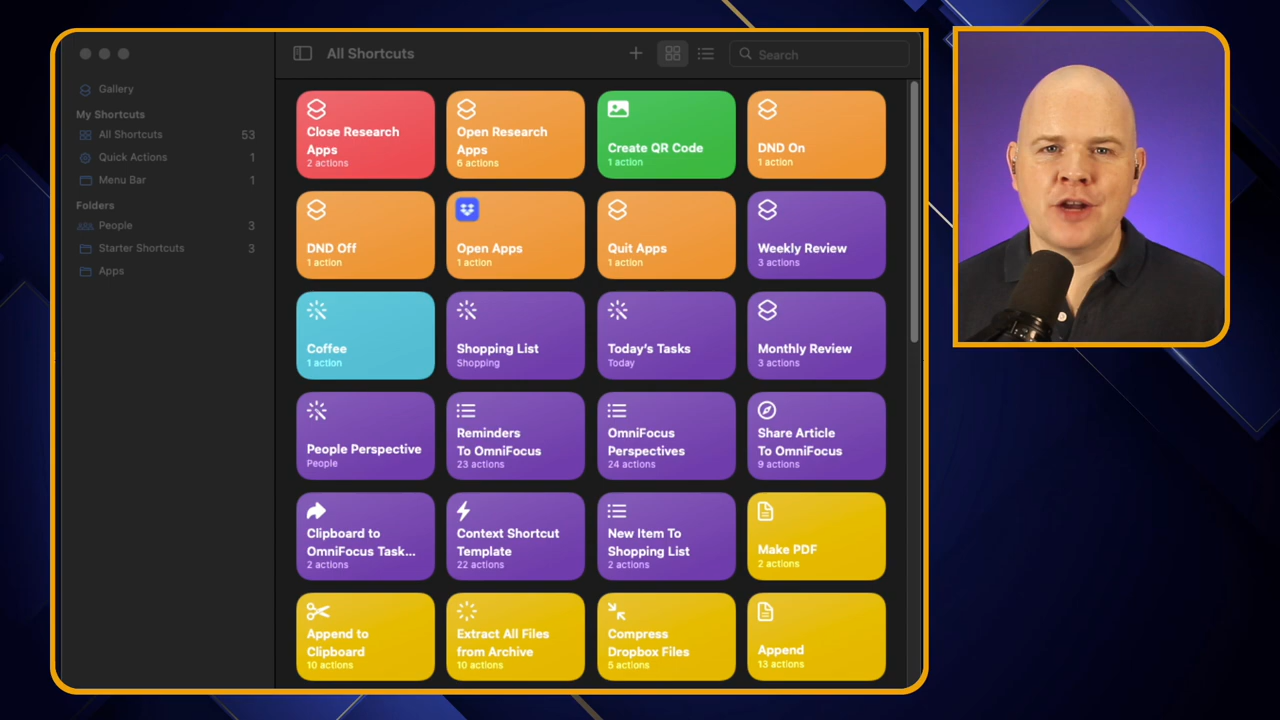 All Shortcuts
Search
Gallery
My Shortcuts
All Shortcuts 53
Quick Actions 1
Menu Bar 1
Folders
People 3
Starter Shortcuts 3
Apps
Close Research
Apps
2 actions
Open Research
Apps
6 actions
Create QR Code
1 action
DND On
1 action
DND Off
1 action
Open Apps
1 action
Quit Apps
1 action
Weekly Review
3 actions
Coffee
1 action
Shopping List
Shopping
Today's Tasks
Today
Monthly Review
3 actions
People Perspective
People
Reminders
To OmniFocus
23 actions
OmniFocus
Perspectives
24 actions
Share Article
To OmniFocus
9 actions
Clipboard to
OmniFocus Task...
2 actions
Context Shortcut
Template
22 actions
New Item To
Shopping List
2 actions
Make PDF
2 actions
Append to
Clipboard
10 actions
Extract All Files
from Archive
10 actions
Compress
Dropbox Files
5 actions
Append
13 actions